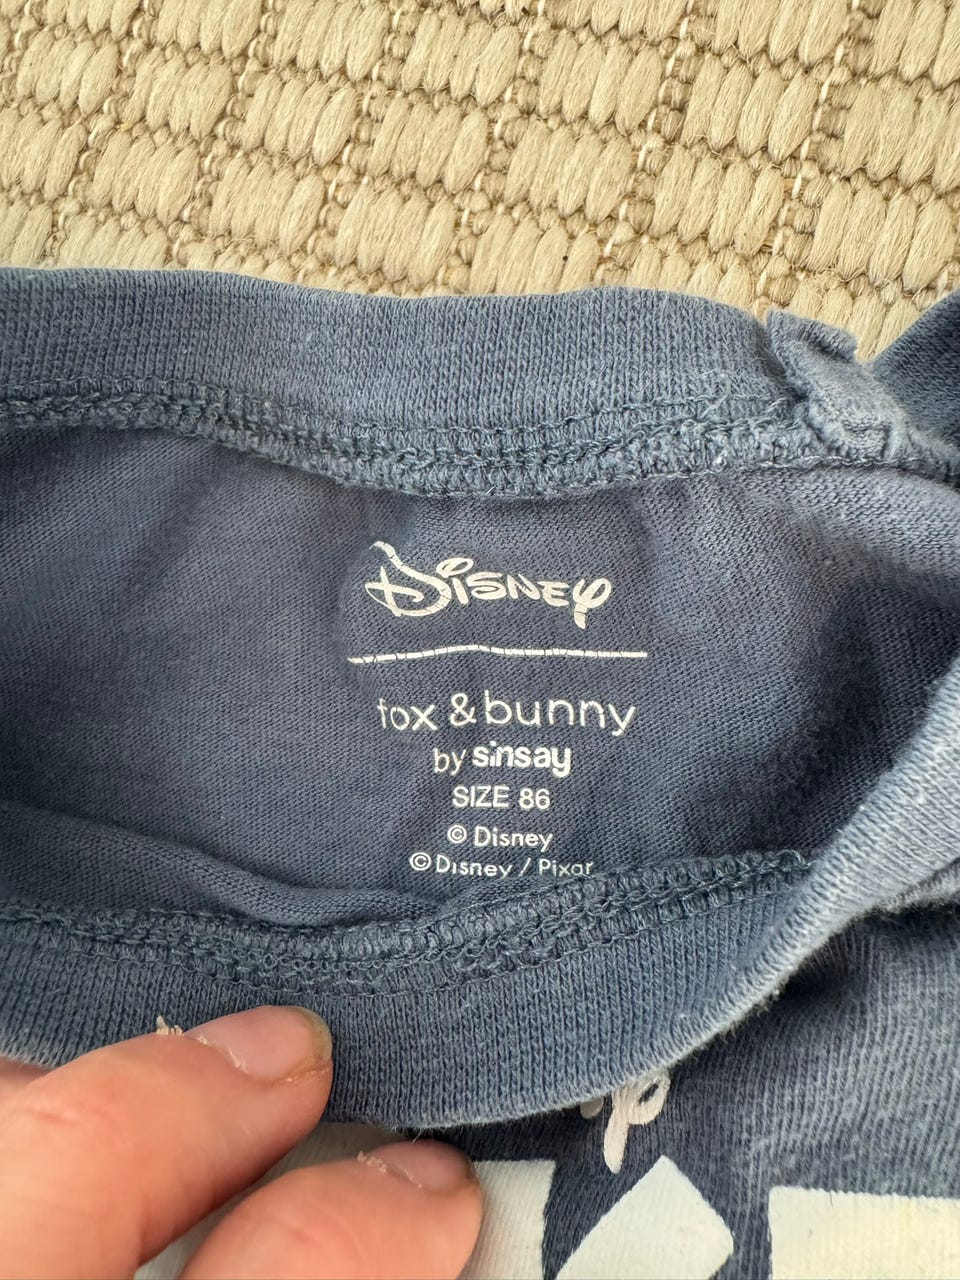 Disney
fox & bunny
by sinsay
SIZE 86
© Disney
© Disney / Pixar